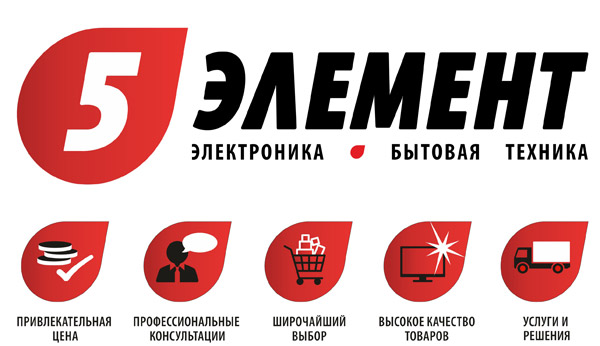 5 ЭЛЕМЕНТ
ЭЛЕКТРОНИКА БЫТОВАЯ ТЕХНИКА
ПРИВЛЕКАТЕЛЬНАЯ
ЦЕНА
ПРОФЕССИОНАЛЬНЫЕ
КОНСУЛЬТАЦИИ
ШИРОЧАЙШИЙ
ВЫБОР
ВЫСОКОЕ КАЧЕСТВО
ТОВАРОВ
УСЛУГИ И
РЕШЕНИЯ